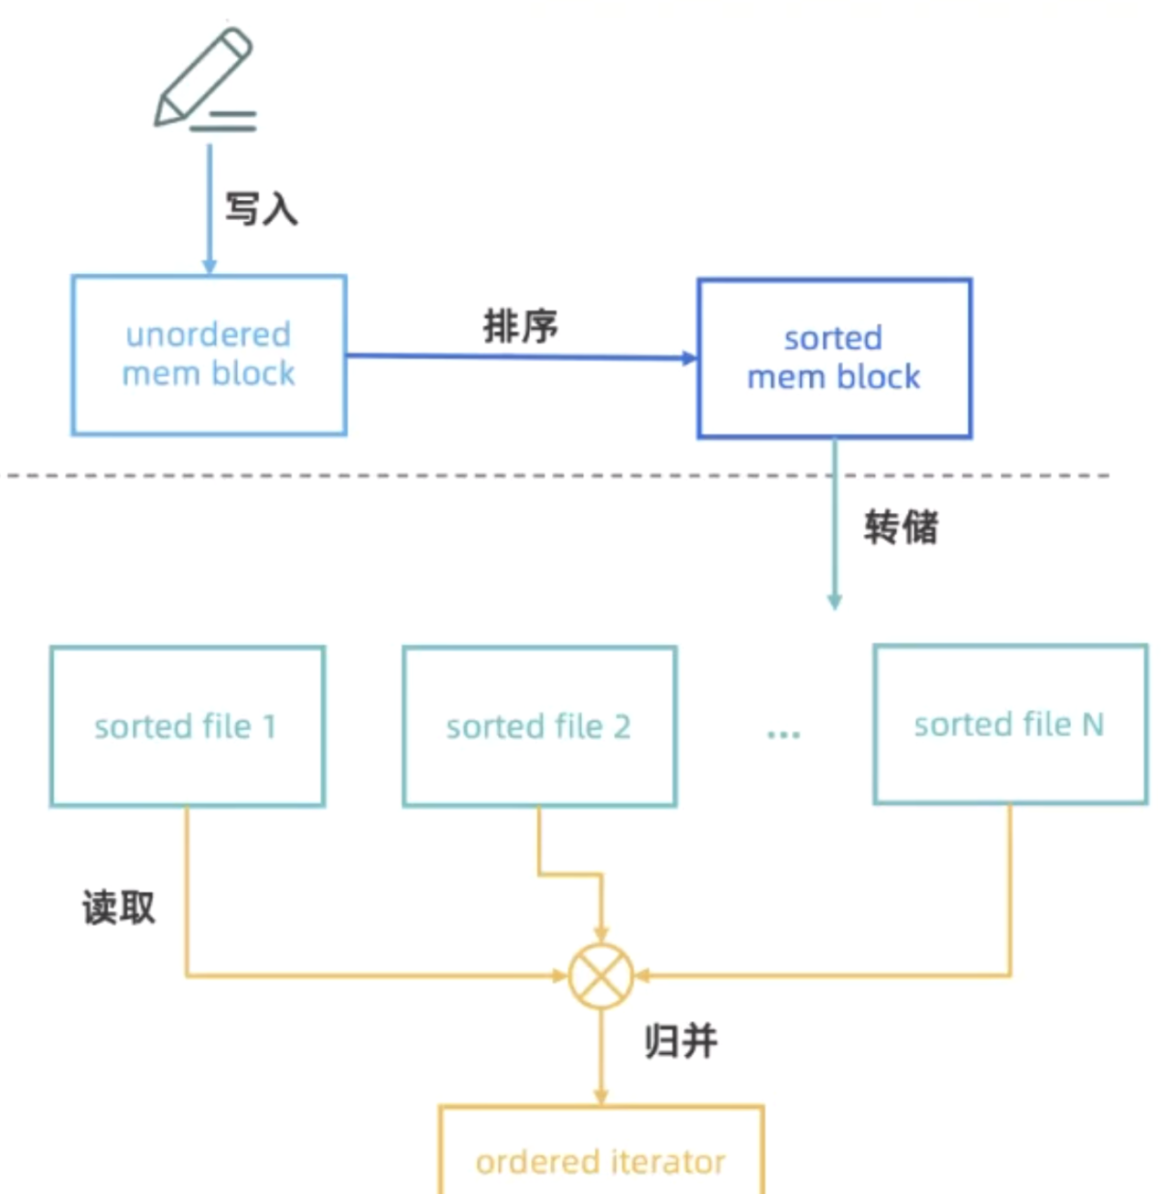 写入
unordered
mem block
排序
sorted
mem block
转储
sorted file 1
sorted file 2
...
sorted file N
读取
归并
ordered iterator